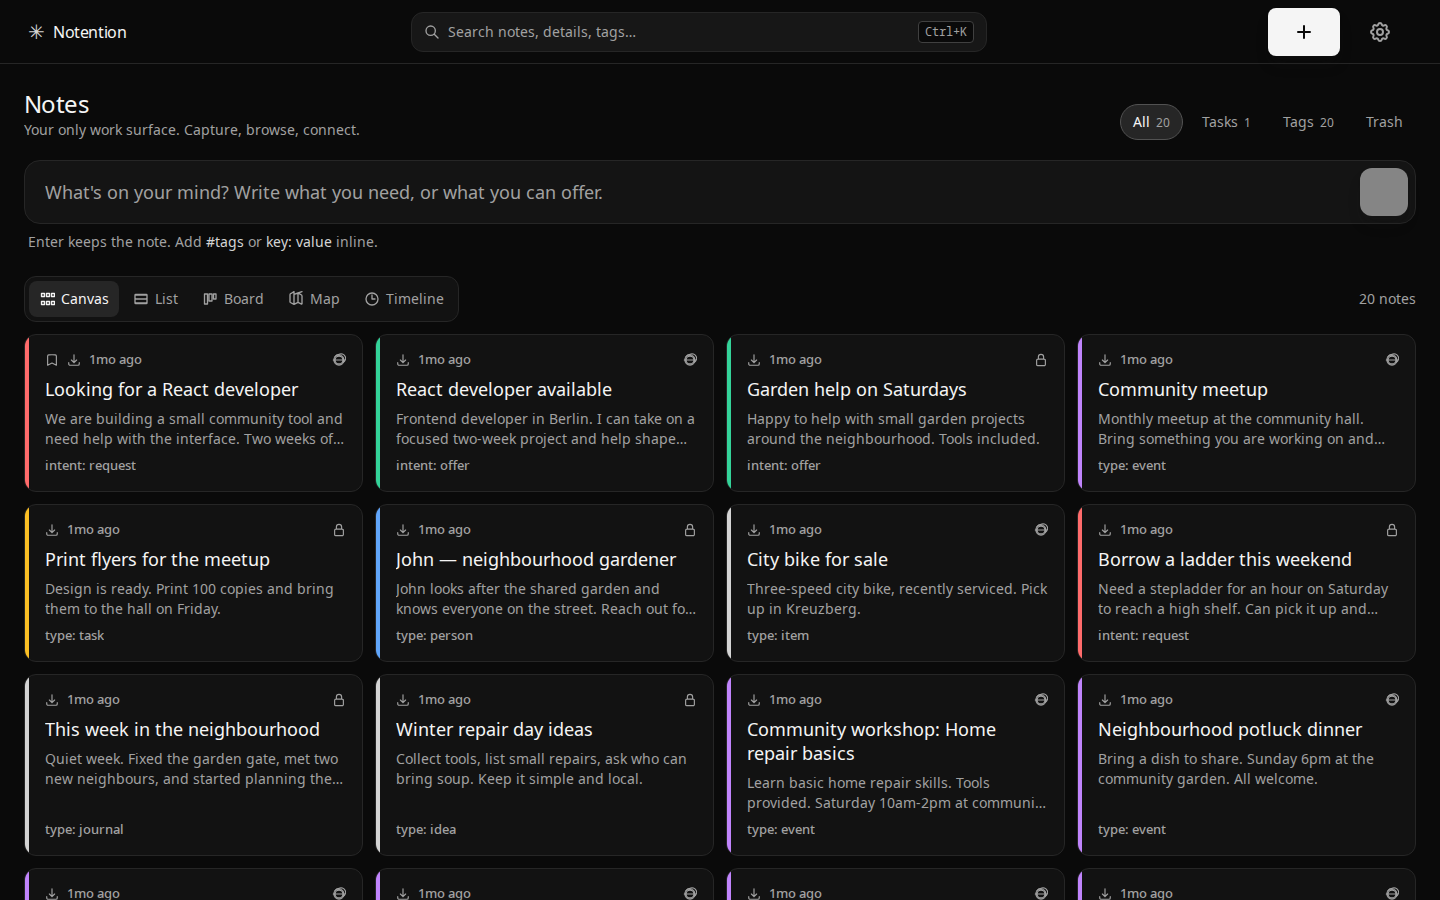 Notention
Search notes, details, tags...
Ctrl+K
Notes
Your only work surface. Capture, browse, connect.
All 20
Tasks 1
Tags 20
Trash
What's on your mind? Write what you need, or what you can offer.
Enter keeps the note. Add #tags or key: value inline.
Canvas
List
Board
Map
Timeline
20 notes
1mo ago
Looking for a React developer
We are building a small community tool and
need help with the interface. Two weeks of...
intent: request
1mo ago
React developer available
Frontend developer in Berlin. I can take on a
focused two-week project and help shape...
intent: offer
1mo ago
Garden help on Saturdays
Happy to help with small garden projects
around the neighbourhood. Tools included.
intent: offer
1mo ago
Community meetup
Monthly meetup at the community hall.
Bring something you are working on and...
type: event
1mo ago
Print flyers for the meetup
Design is ready. Print 100 copies and bring
them to the hall on Friday.
type: task
1mo ago
John — neighbourhood gardener
John looks after the shared garden and
knows everyone on the street. Reach out fo...
type: person
1mo ago
City bike for sale
Three-speed city bike, recently serviced. Pick
up in Kreuzberg.
type: item
1mo ago
Borrow a ladder this weekend
Need a stepladder for an hour on Saturday
to reach a high shelf. Can pick it up and...
intent: request
1mo ago
This week in the neighbourhood
Quiet week. Fixed the garden gate, met two
new neighbours, and started planning the...
type: journal
1mo ago
Winter repair day ideas
Collect tools, list small repairs, ask who can
bring soup. Keep it simple and local.
type: idea
1mo ago
Community workshop: Home
repair basics
Learn basic home repair skills. Tools
provided. Saturday 10am-2pm at communi...
type: event
1mo ago
Neighbourhood potluck dinner
Bring a dish to share. Sunday 6pm at the
community garden. All welcome.
type: event
1mo ago
1mo ago
1mo ago
1mo ago